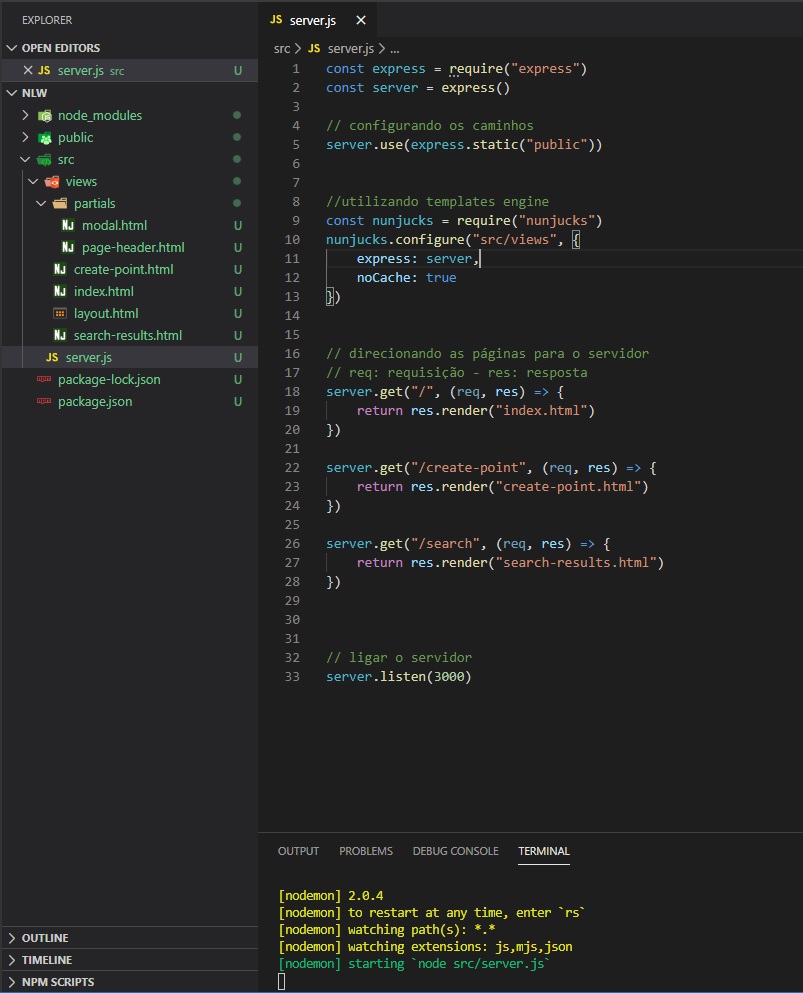 EXPLORER
OPEN EDITORS
JS server.js src U
NLW
node_modules
public
src
views
partials
modal.html U
page-header.html U
create-point.html U
index.html U
layout.html U
search-results.html U
JS server.js U
package-lock.json U
package.json U
OUTLINE
TIMELINE
NPM SCRIPTS
JS server.js
src > JS server.js > ...
1 const express = require("express")
2 const server = express()
3
4 // configurando os caminhos
5 server.use(express.static("public"))
6
7
8 //utilizando templates engine
9 const nunjucks = require("nunjucks")
10 nunjucks.configure("src/views", {
11 express: server,
12 noCache: true
13 })
14
15
16 // direcionando as páginas para o servidor
17 // req: requisição - res: resposta
18 server.get("/", (req, res) => {
19 return res.render("index.html")
20 })
21
22 server.get("/create-point", (req, res) => {
23 return res.render("create-point.html")
24 })
25
26 server.get("/search", (req, res) => {
27 return res.render("search-results.html")
28 })
29
30
31
32 // ligar o servidor
33 server.listen(3000)
OUTPUT PROBLEMS DEBUG CONSOLE TERMINAL
[nodemon] 2.0.4
[nodemon] to restart at any time, enter `rs`
[nodemon] watching path(s): *.*
[nodemon] watching extensions: js,mjs,json
[nodemon] starting `node src/server.js`